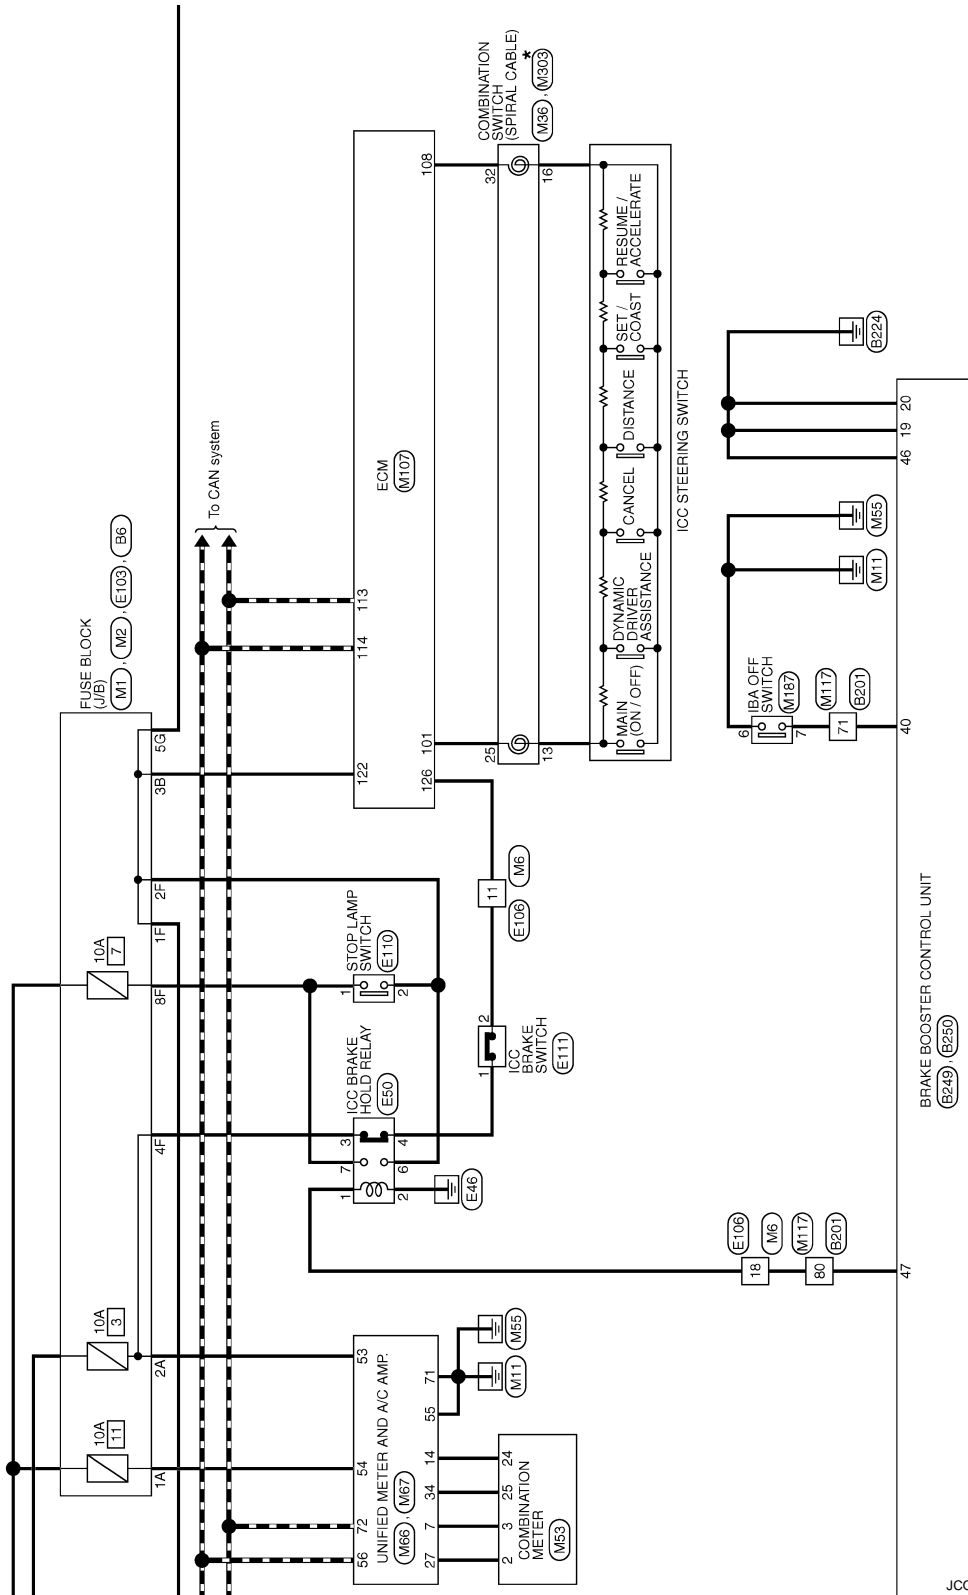 FUSE BLOCK
(J/B)
M1 , M2 , E103 , B6
10A
11
10A
3
10A
7
1A
2A
4F
8F
1F
2F
3B
5G
To CAN system
56
72
54
53
UNIFIED METER AND A/C AMP.
M66 , M67
27
7
34
14
55
71
2
3
25
24
COMBINATION
METER
M53
M11
M55
1
7
3
2
6
4
ICC BRAKE
HOLD RELAY
E50
E46
1
2
STOP LAMP
SWITCH
E110
1
2
ICC
BRAKE
SWITCH
E111
11
E106
M6
122
114
113
ECM
M107
126
101
108
COMBINATION
SWITCH
(SPIRAL CABLE)
*
M36 , M303
25
32
13
16
MAIN
(ON / OFF)
DYNAMIC
DRIVER
ASSISTANCE
CANCEL
DISTANCE
SET /
COAST
RESUME /
ACCELERATE
ICC STEERING SWITCH
18
E106
M6
80
M117
B201
6
7
IBA OFF
SWITCH
M187
71
M117
B201
M11
M55
B224
47
40
46
19
20
BRAKE BOOSTER CONTROL UNIT
B249 , B250